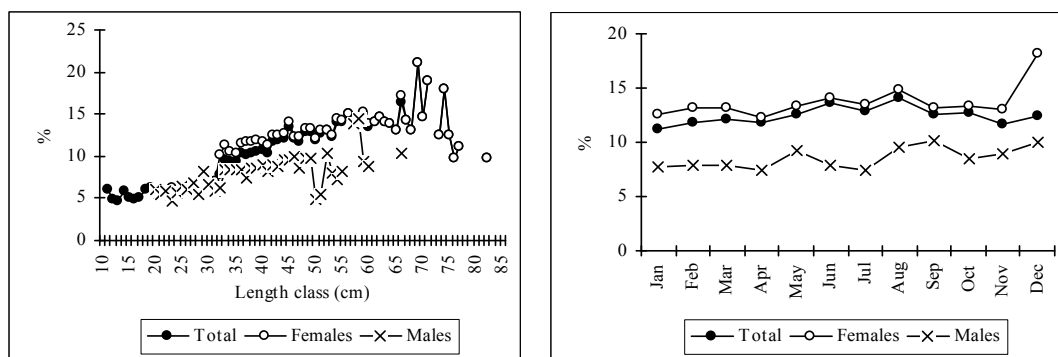 25
20
15
10
5
0
%
10
15
20
25
30
35
40
45
50
55
60
65
70
75
80
85
Length class (cm)
Total Females Males
20
15
10
5
0
%
Jan
Feb
Mar
Apr
May
Jun
Jul
Aug
Sep
Oct
Nov
Dec
Total Females Males